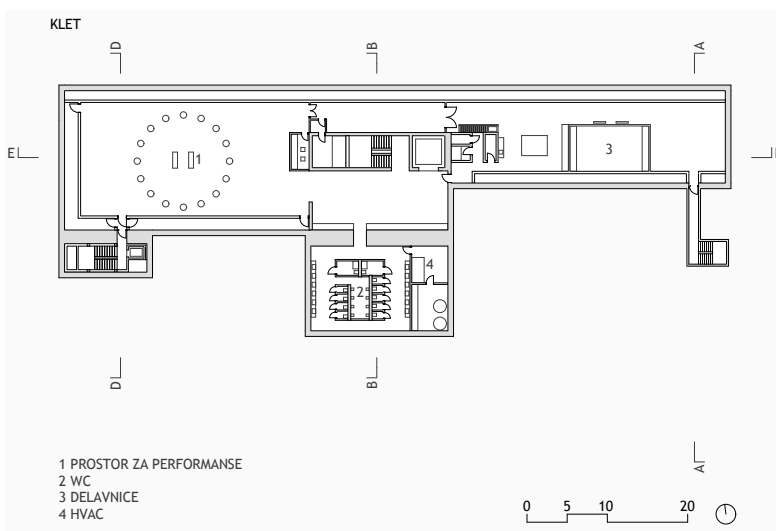 KLET
D B A
E 1 3
2 4
D B
A
1 PROSTOR ZA PERFORMANSE
2 WC
3 DELAVNICE
4 HVAC
0 5 10 20